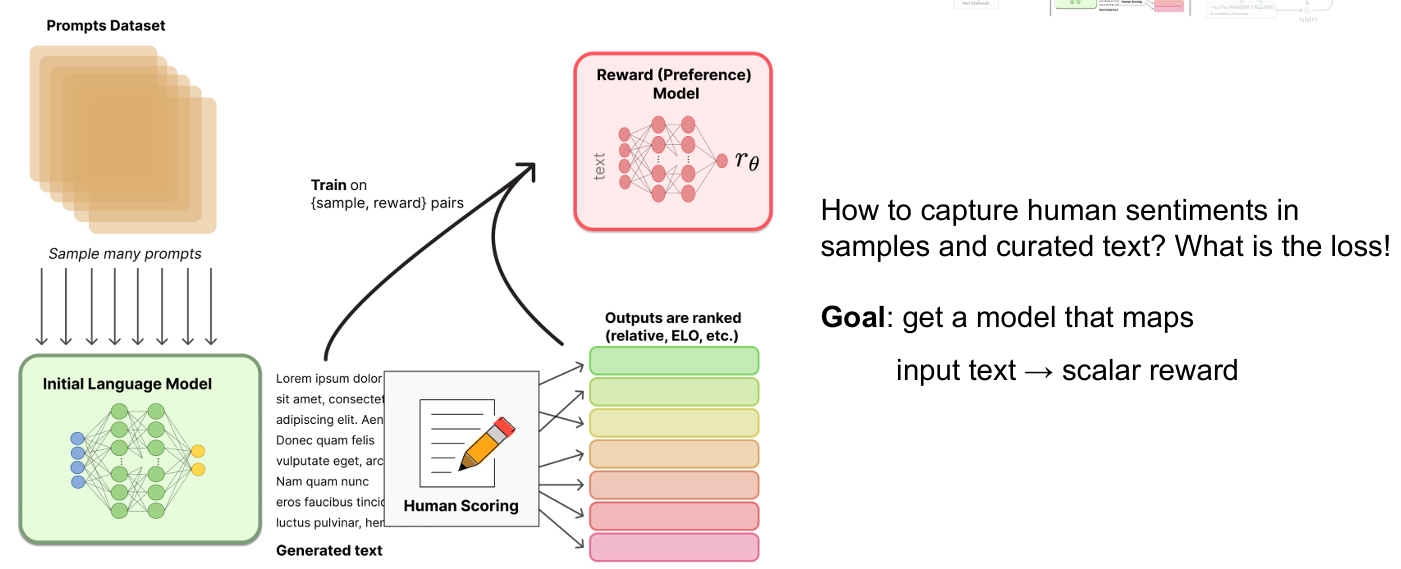 Prompts Dataset
Sample many prompts
Initial Language Model
Train on
{sample, reward} pairs
Lorem ipsum dolor
sit amet, consectet
adipiscing elit. Aen
Donec quam felis
vulputate eget, arc
Nam quam nunc
eros faucibus tincid
luctus pulvinar, her
Generated text
Human Scoring
Reward (Preference)
Model
text
rθ
Outputs are ranked
(relative, ELO, etc.)
How to capture human sentiments in
samples and curated text? What is the loss!
Goal: get a model that maps
input text → scalar reward